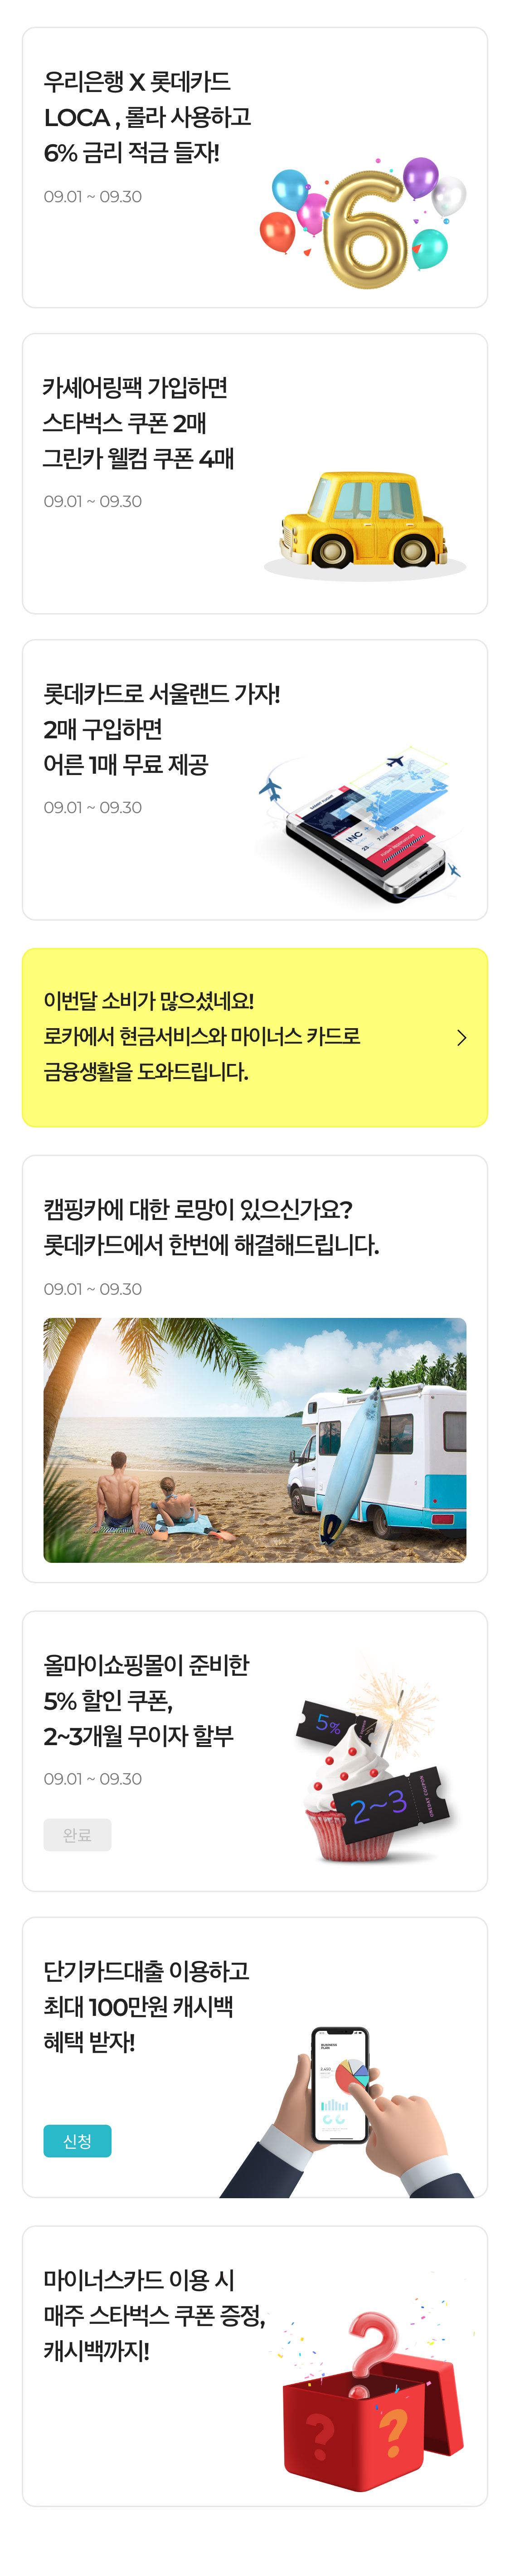 우리은행 X 롯데카드
LOCA , 롤라 사용하고
6% 금리 적금 들자!
09.01 ~ 09.30
6
카셰어링팩 가입하면
스타벅스 쿠폰 2매
그린카 웰컴 쿠폰 4매
09.01 ~ 09.30
롯데카드로 서울랜드 가자!
2매 구입하면
어른 1매 무료 제공
09.01 ~ 09.30
INC
이번달 소비가 많으셨네요!
로카에서 현금서비스와 마이너스 카드로
금융생활을 도와드립니다.
캠핑카에 대한 로망이 있으신가요?
롯데카드에서 한번에 해결해드립니다.
09.01 ~ 09.30
올마이쇼핑몰이 준비한
5% 할인 쿠폰,
2~3개월 무이자 할부
09.01 ~ 09.30
완료
5%
2~3
단기카드대출 이용하고
최대 100만원 캐시백
혜택 받자!
신청
BUSINESS
PLAN
마이너스카드 이용 시
매주 스타벅스 쿠폰 증정,
캐시백까지!
?
? ?